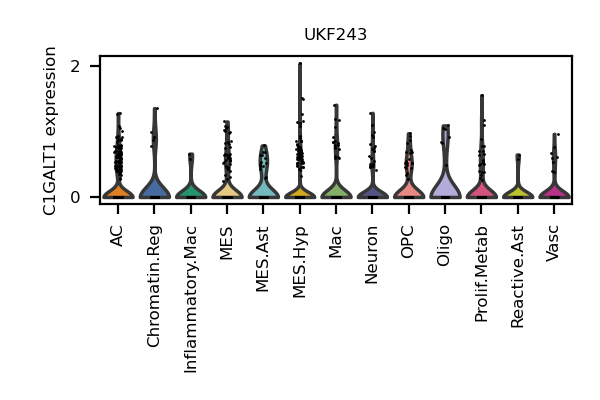 UKF243
C1GALT1 expression
2
0
AC
Chromatin.Reg
Inflammatory.Mac
MES
MES.Ast
MES.Hyp
Mac
Neuron
OPC
Oligo
Prolif.Metab
Reactive.Ast
Vasc